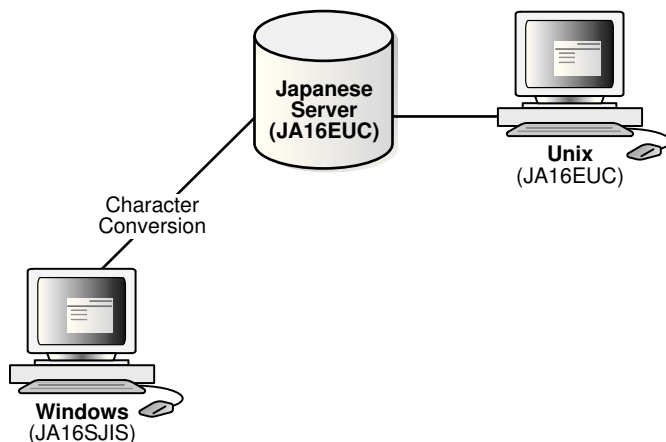 Japanese
Server
(JA16EUC)
Unix
(JA16EUC)
Character
Conversion
Windows
(JA16SJIS)